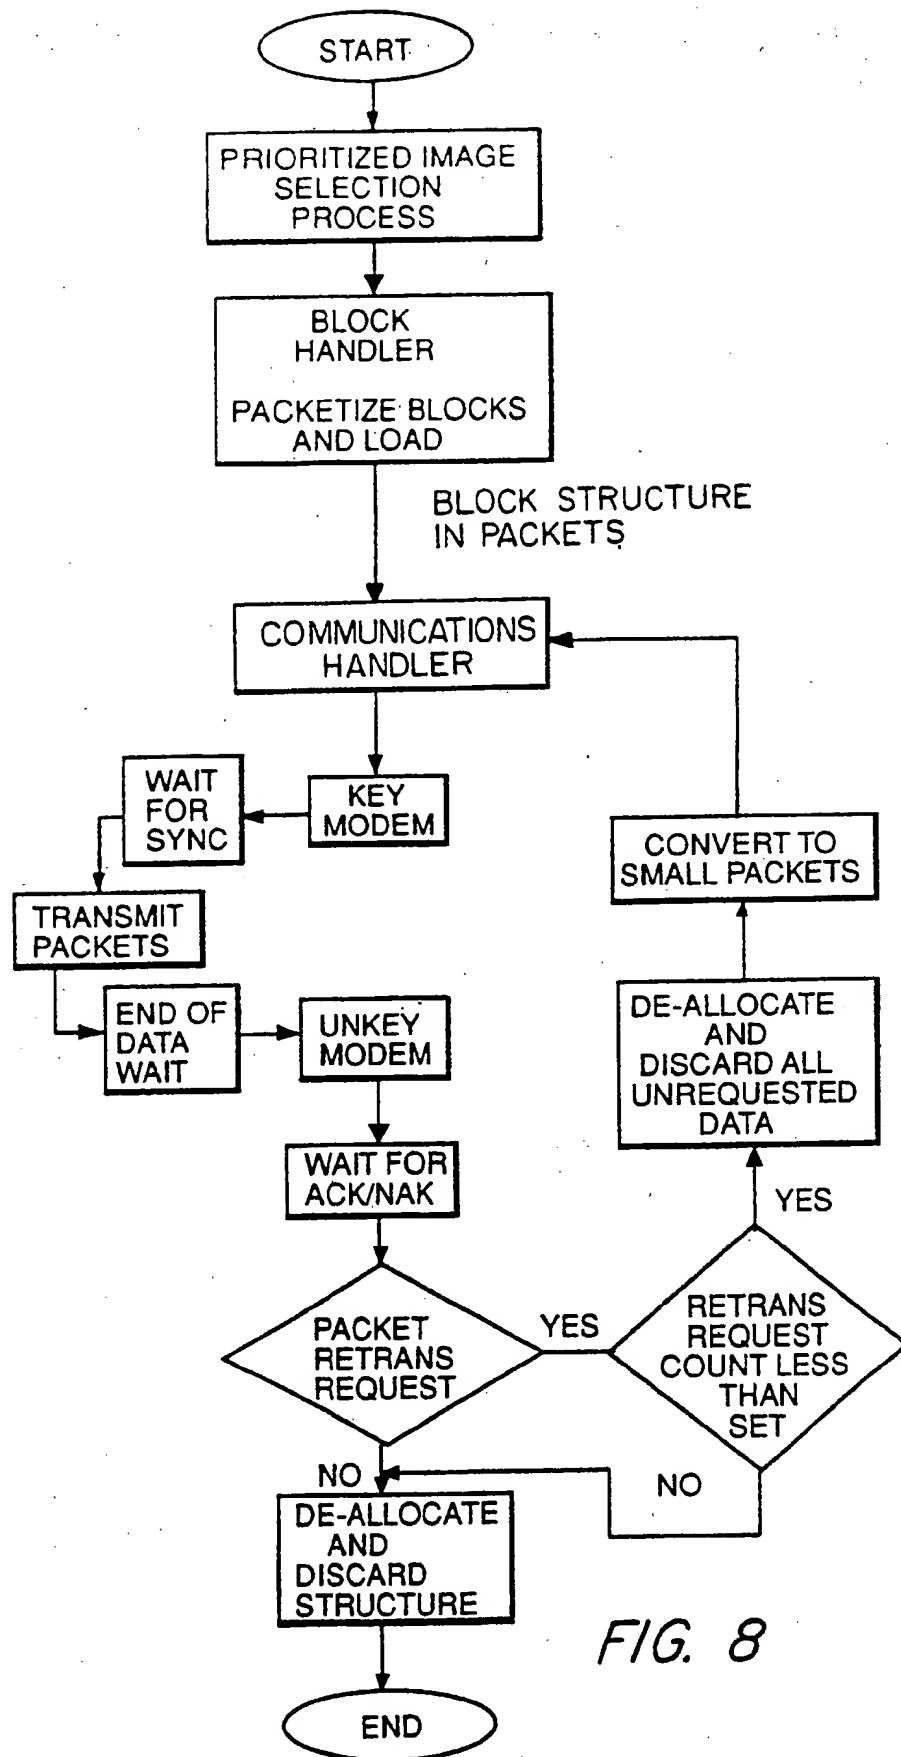 START
PRIORITIZED IMAGE
SELECTION
PROCESS
BLOCK
HANDLER
PACKETIZE BLOCKS
AND LOAD
BLOCK STRUCTURE
IN PACKETS
COMMUNICATIONS
HANDLER
KEY
MODEM
WAIT
FOR
SYNC
TRANSMIT
PACKETS
END OF
DATA
WAIT
UNKEY
MODEM
WAIT FOR
ACK/NAK
PACKET
RETRANS
REQUEST
YES
RETRANS
REQUEST
COUNT LESS
THAN
SET
YES
DE-ALLOCATE
AND
DISCARD ALL
UNREQUESTED
DATA
CONVERT TO
SMALL PACKETS
NO
NO
DE-ALLOCATE
AND
DISCARD
STRUCTURE
END
FIG. 8